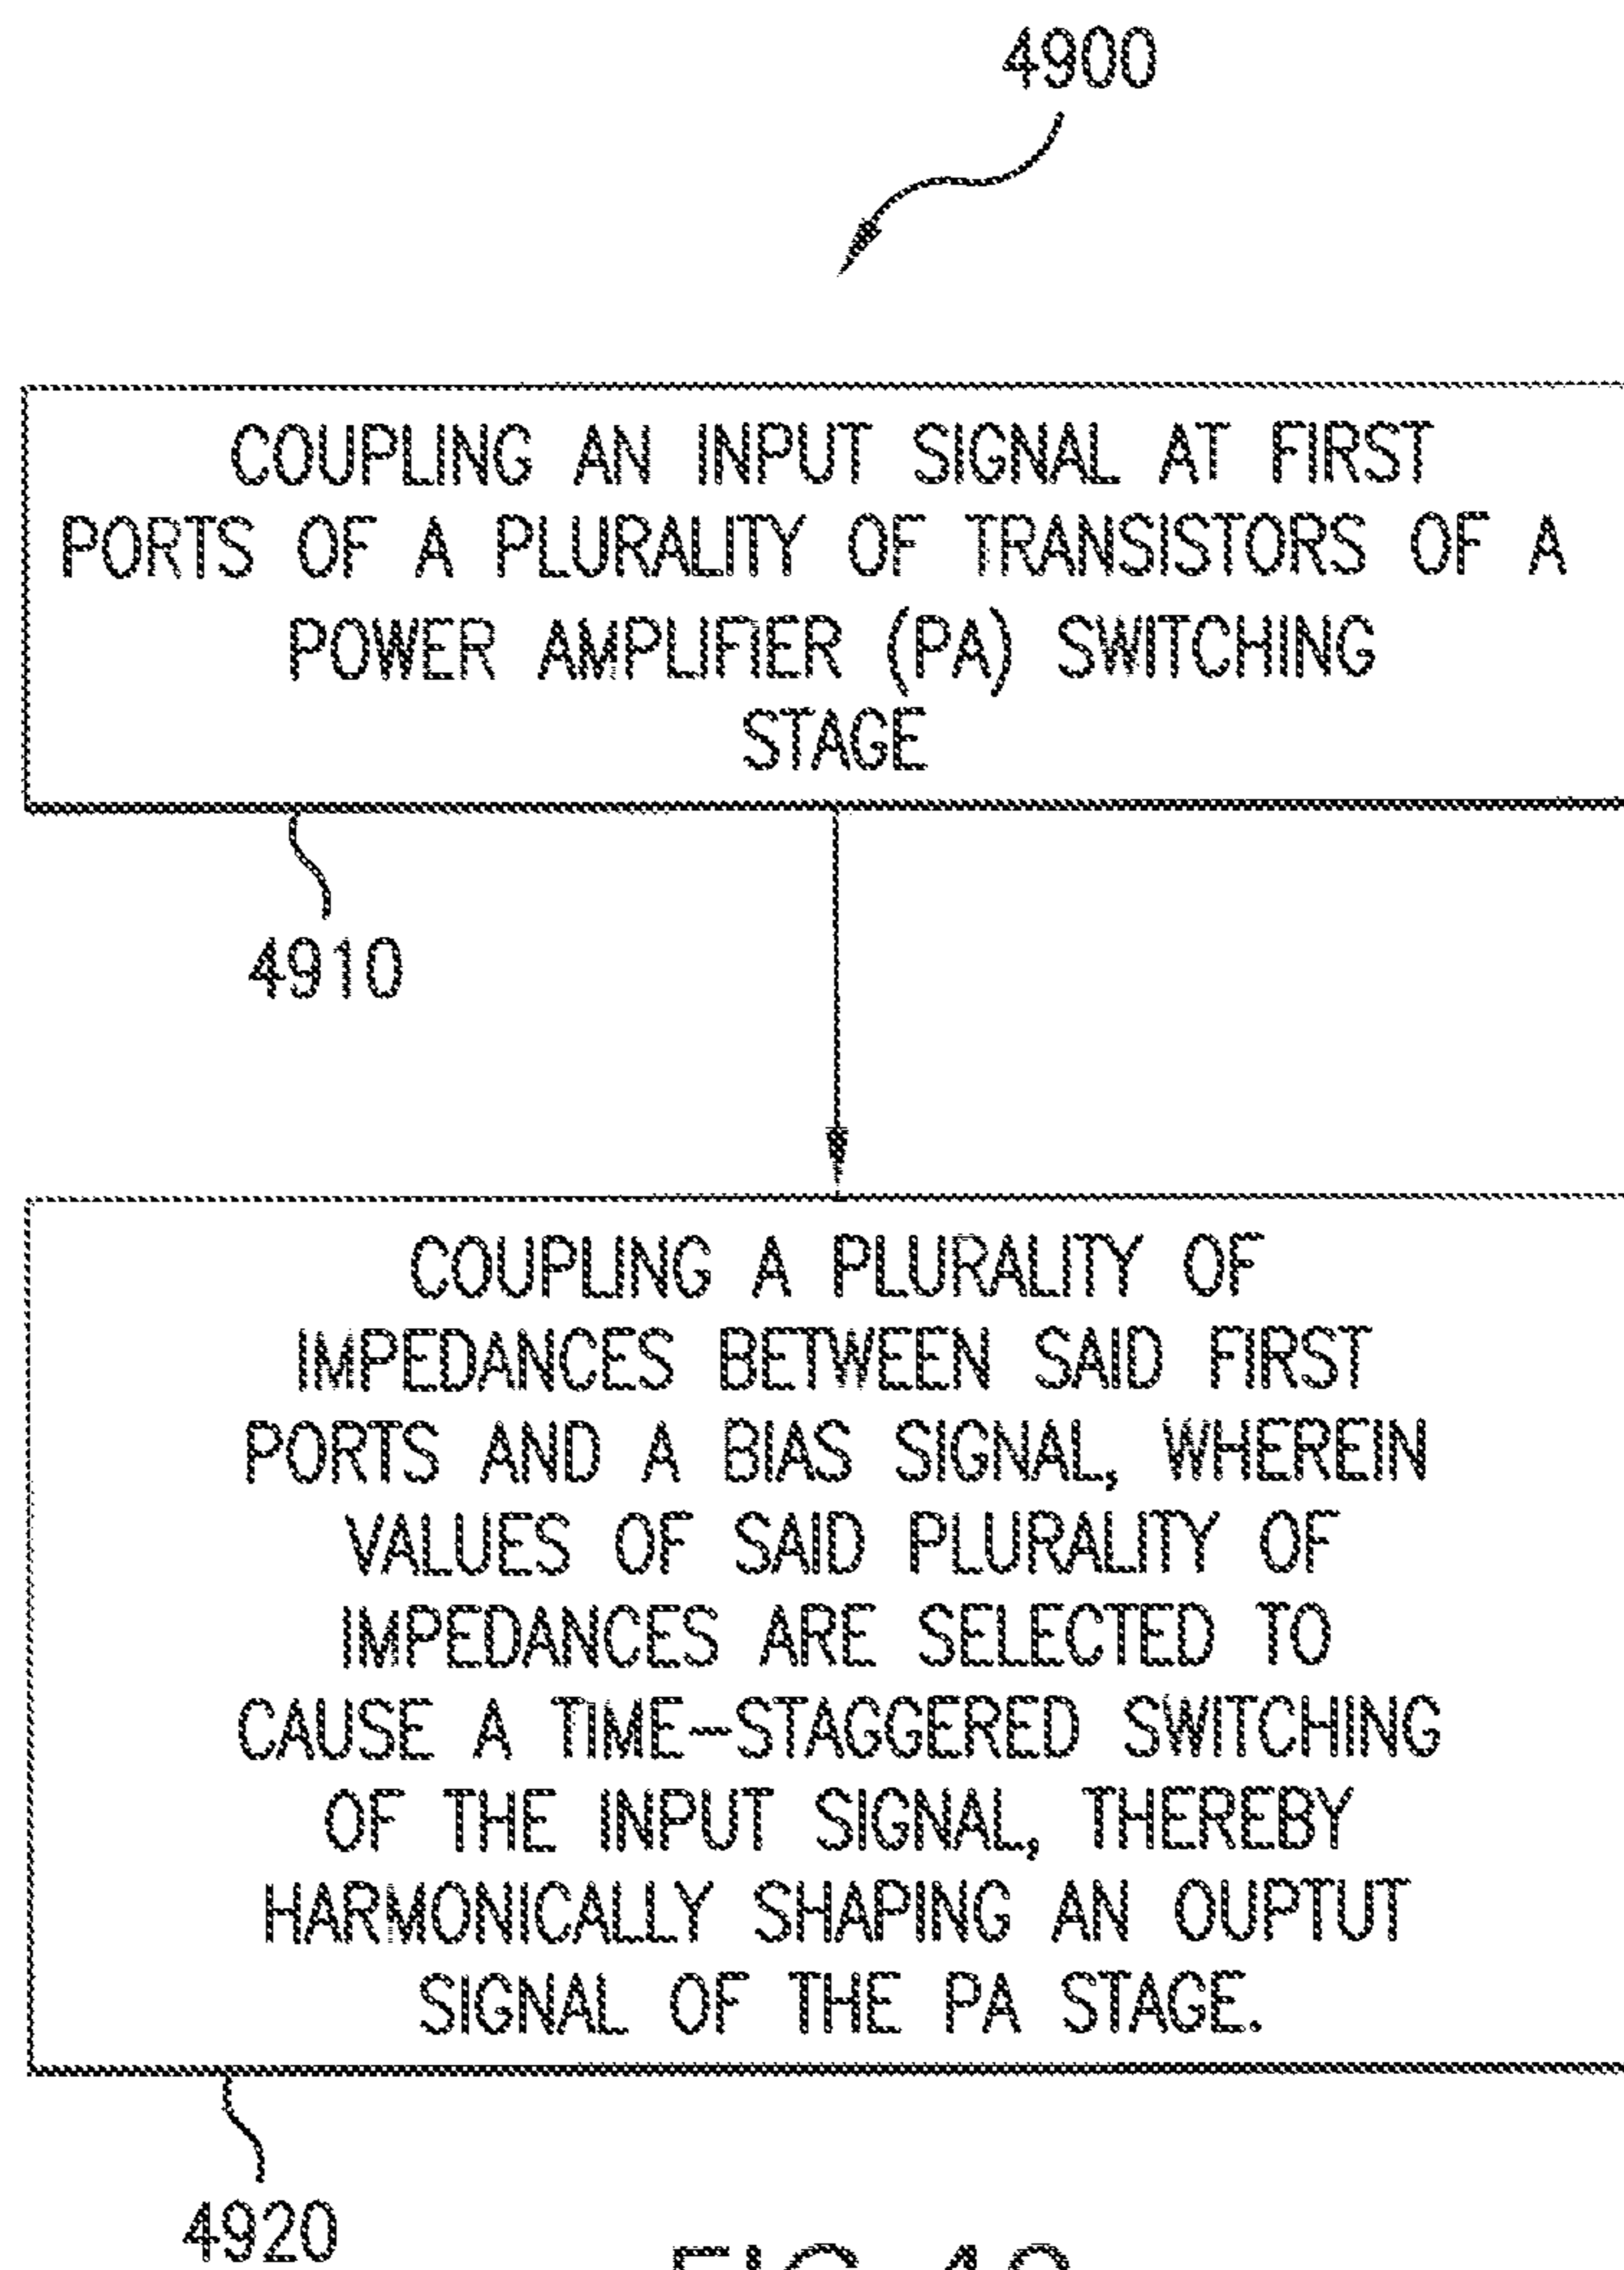 4900
COUPLING AN INPUT SIGNAL AT FIRST
PORTS OF A PLURALITY OF TRANSISTORS OF A
POWER AMPLIFIER (PA) SWITCHING
STAGE
4910
COUPLING A PLURALITY OF
IMPEDANCES BETWEEN SAID FIRST
PORTS AND A BIAS SIGNAL, WHEREIN
VALUES OF SAID PLURALITY OF
IMPEDANCES ARE SELECTED TO
CAUSE A TIME-STAGGERED SWITCHING
OF THE INPUT SIGNAL, THEREBY
HARMONICALLY SHAPING AN OUPTUT
SIGNAL OF THE PA STAGE.
4920